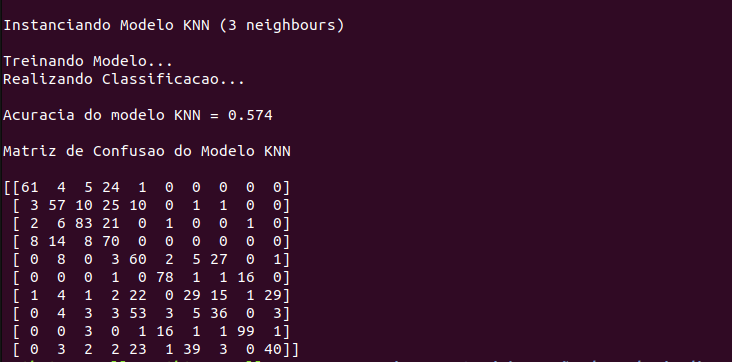 Instanciando Modelo KNN (3 neighbours)
Treinando Modelo...
Realizando Classificacao...
Acuracia do modelo KNN = 0.574
Matriz de Confusao do Modelo KNN
[[61  4  5 24  1  0  0  0  0  0]
 [ 3 57 10 25 10  0  1  1  0  0]
 [ 2  6 83 21  0  1  0  0  1  0]
 [ 8 14  8 70  0  0  0  0  0  0]
 [ 0  8  0  3 60  2  5 27  0  1]
 [ 0  0  0  1  0 78  1  1 16  0]
 [ 1  4  1  2 22  0 29 15  1 29]
 [ 0  4  3  3 53  3  5 36  0  3]
 [ 0  0  3  0  1 16  1  1 99  1]
 [ 0  3  2  2 23  1 39  3  0 40]]